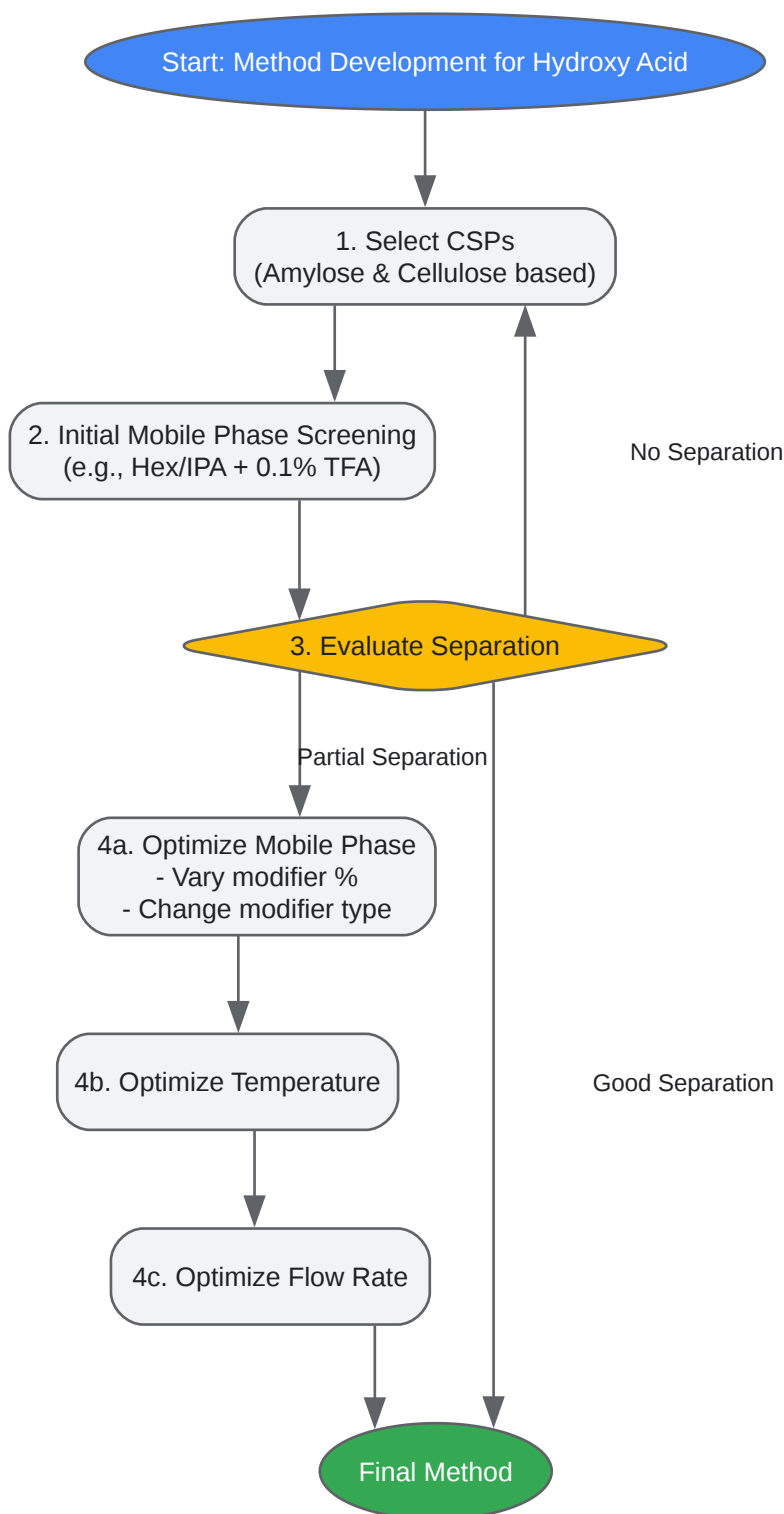 Start: Method Development for Hydroxy Acid
1. Select CSPs
(Amylose & Cellulose based)
2. Initial Mobile Phase Screening
(e.g., Hex/IPA + 0.1% TFA)
No Separation
3. Evaluate Separation
Partial Separation
4a. Optimize Mobile Phase
- Vary modifier %
- Change modifier type
4b. Optimize Temperature
Good Separation
4c. Optimize Flow Rate
Final Method